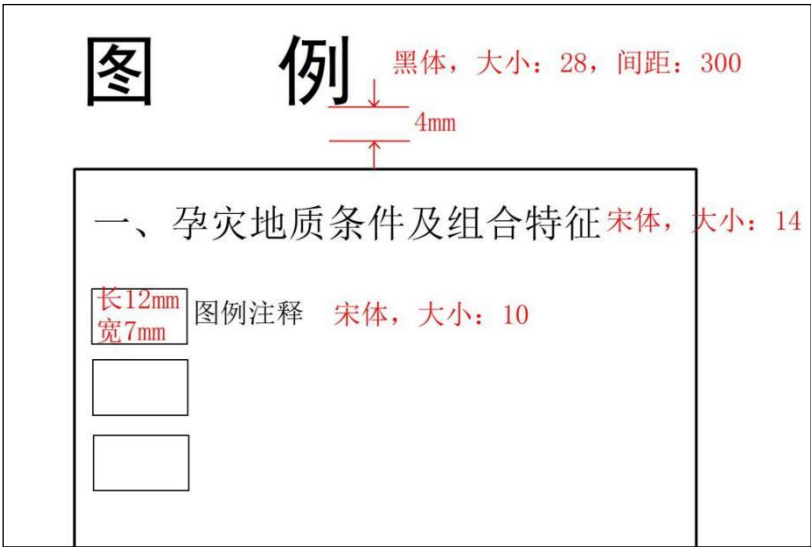 图 例 黑体，大小：28，间距：300
4mm
一、孕灾地质条件及组合特征 宋体，大小：14
长12mm
宽7mm
图例注释 宋体，大小：10